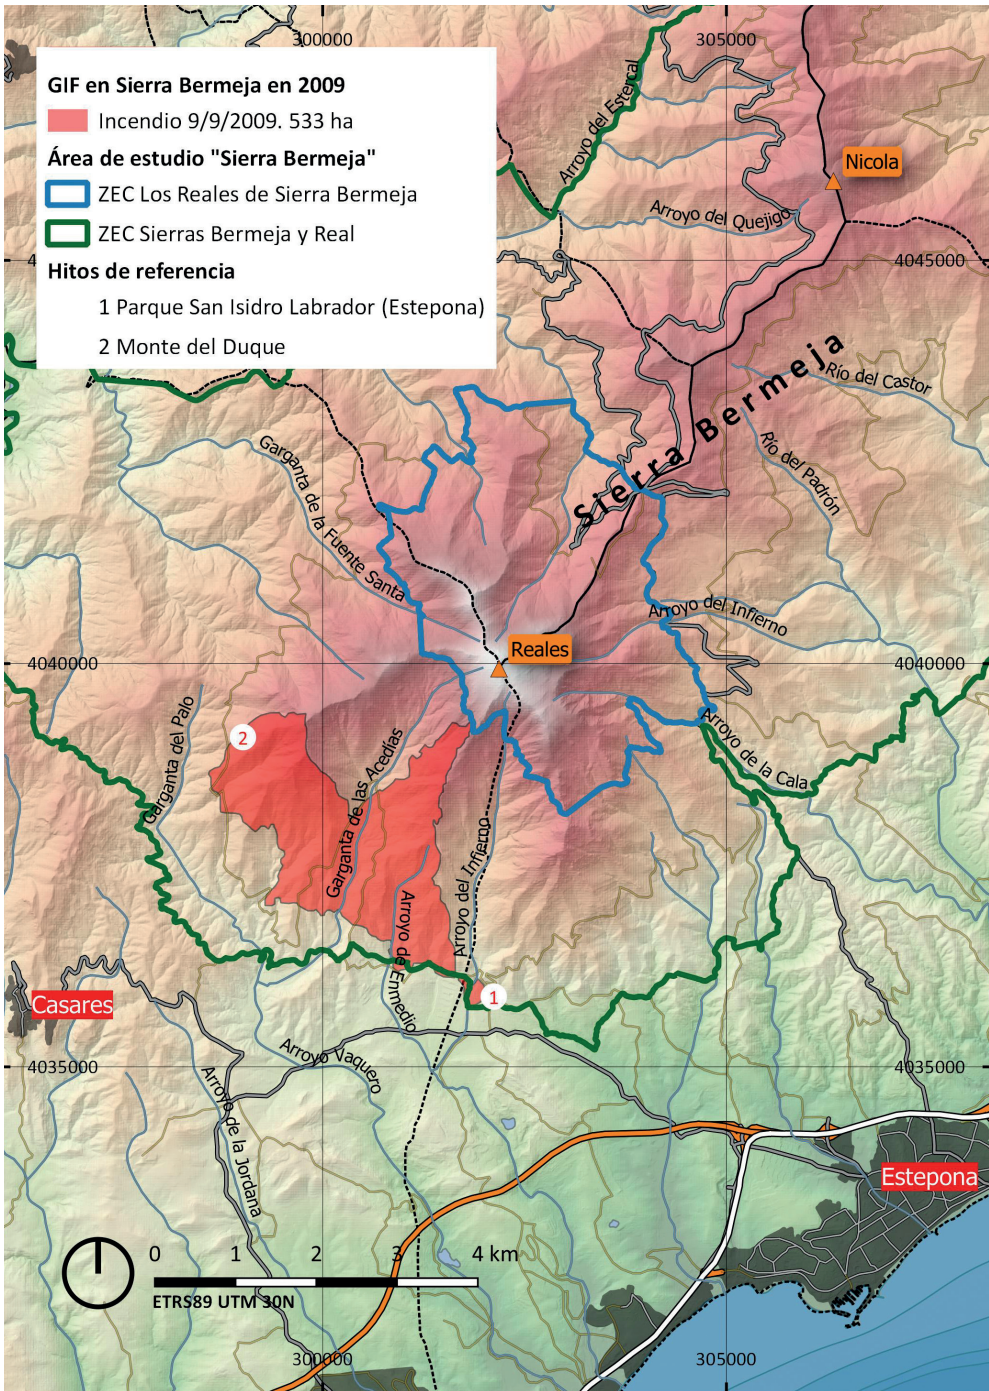 300000
305000
GIF en Sierra Bermeja en 2009
Incendio 9/9/2009. 533 ha
Área de estudio "Sierra Bermeja"
ZEC Los Reales de Sierra Bermeja
ZEC Sierras Bermeja y Real
Hitos de referencia
1 Parque San Isidro Labrador (Estepona)
2 Monte del Duque
Arroyo del Estercal
Nicola
Arroyo del Quejigo
4045000
Sierra Bermeja
Río del Castor
Río del Padrón
Garganta de la Fuente Santa
Arroyo del Infierno
Reales
4040000
4040000
Garganta del Palo
2
Garganta de las Acedías
Arroyo de la Cala
Arroyo del Infierno
Arroyo de Enmedio
1
Casares
Arroyo Vaquero
4035000
4035000
Arroyo de la Jordana
Estepona
0 1 2 3 4 km
ETRS89 UTM 30N
300000
305000